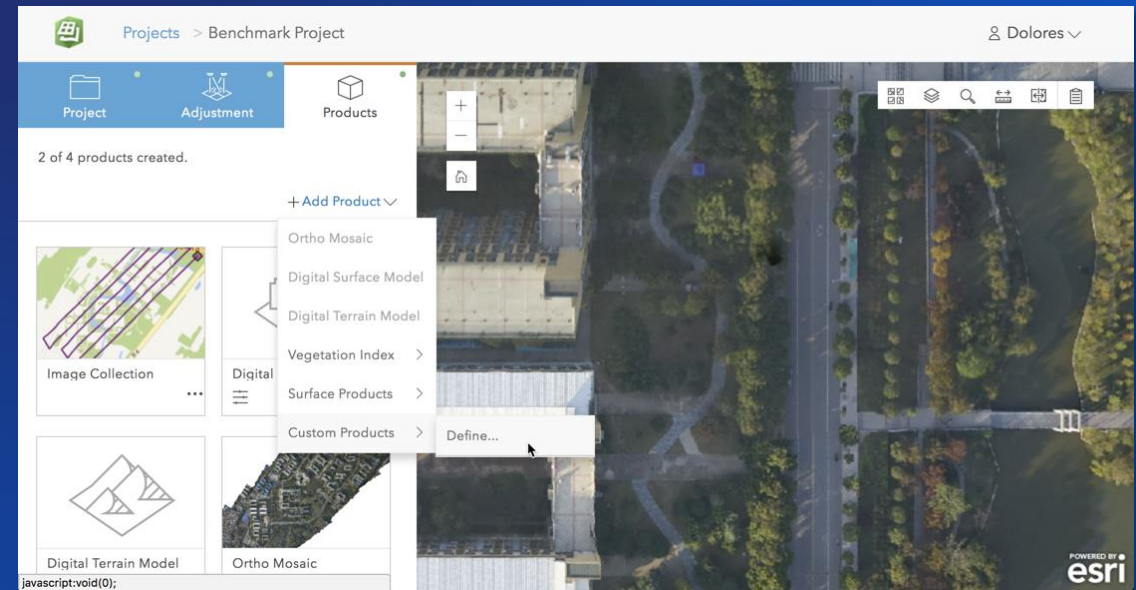 Projects > Benchmark Project
Dolores
Project
Adjustment
Products
2 of 4 products created.
+ Add Product
Ortho Mosaic
Digital Surface Model
Digital Terrain Model
Vegetation Index >
Surface Products >
Custom Products >
Define...
Image Collection
Digital
Digital Terrain Model
Ortho Mosaic
javascript:void(0);
POWERED BY
esri